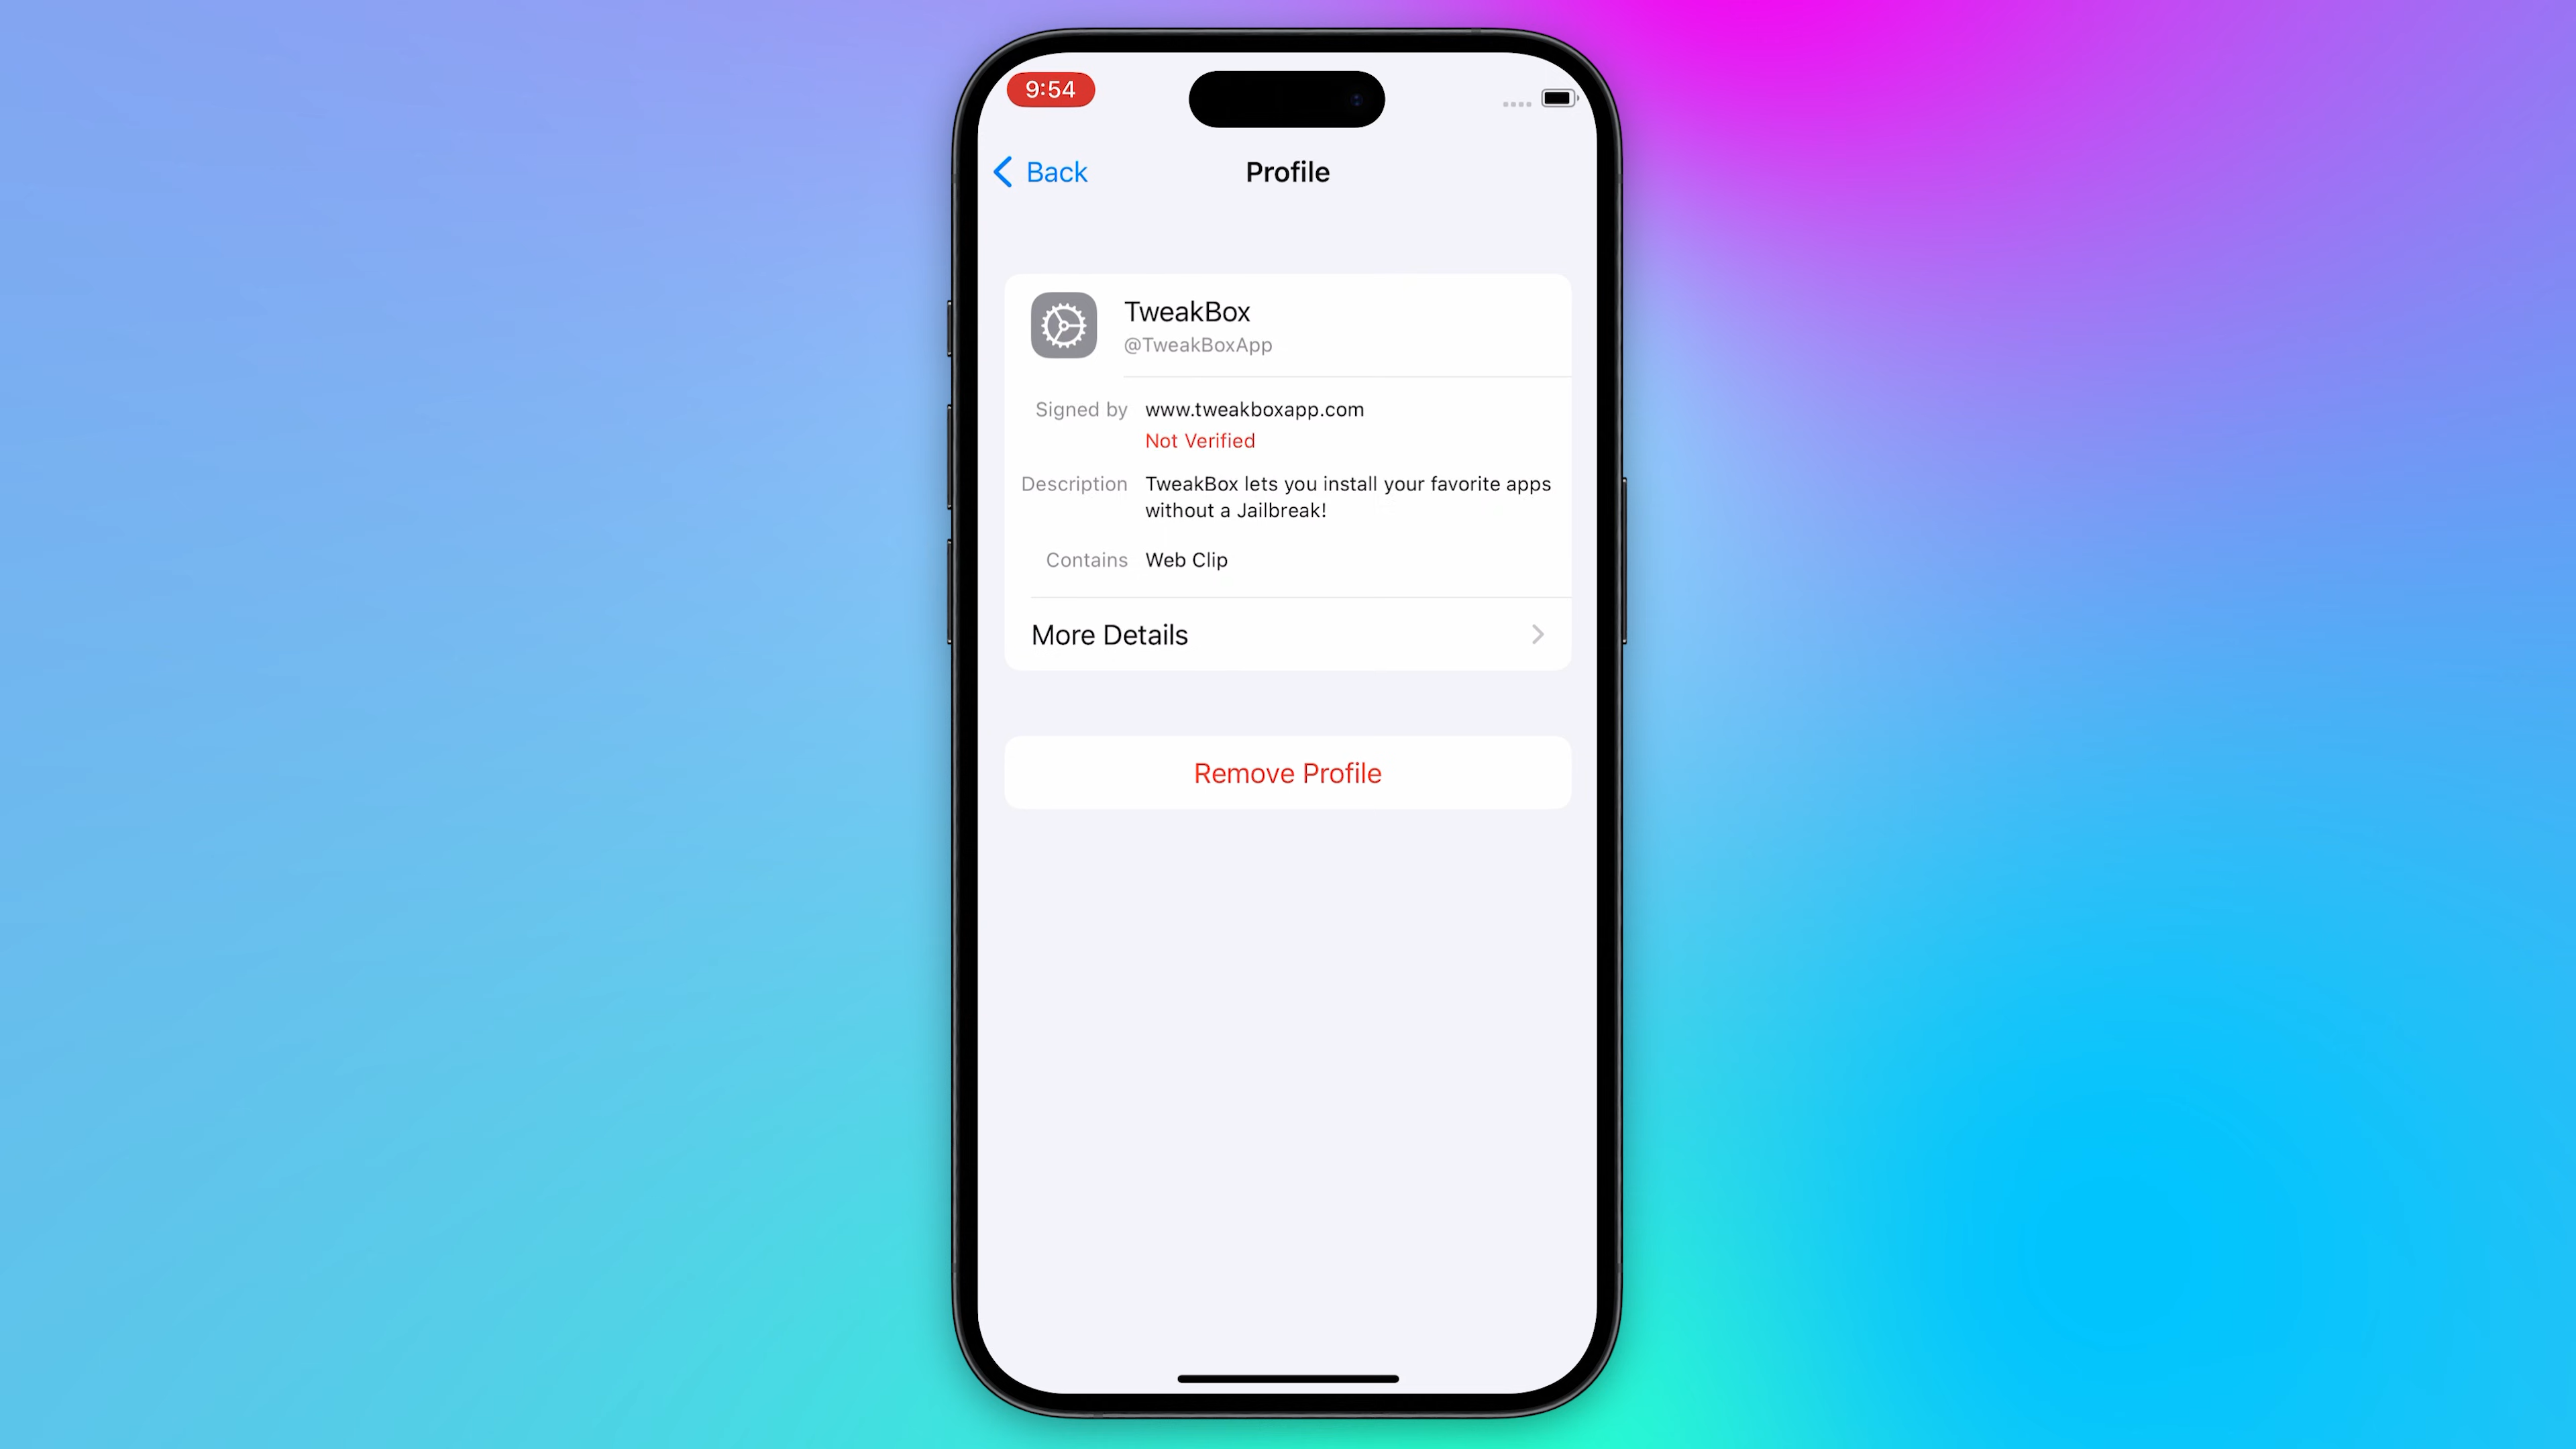 9:54
Back
Profile
TweakBox
@TweakBoxApp
Signed by www.tweakboxapp.com
Not Verified
Description TweakBox lets you install your favorite apps
without a Jailbreak!
Contains Web Clip
More Details
Remove Profile